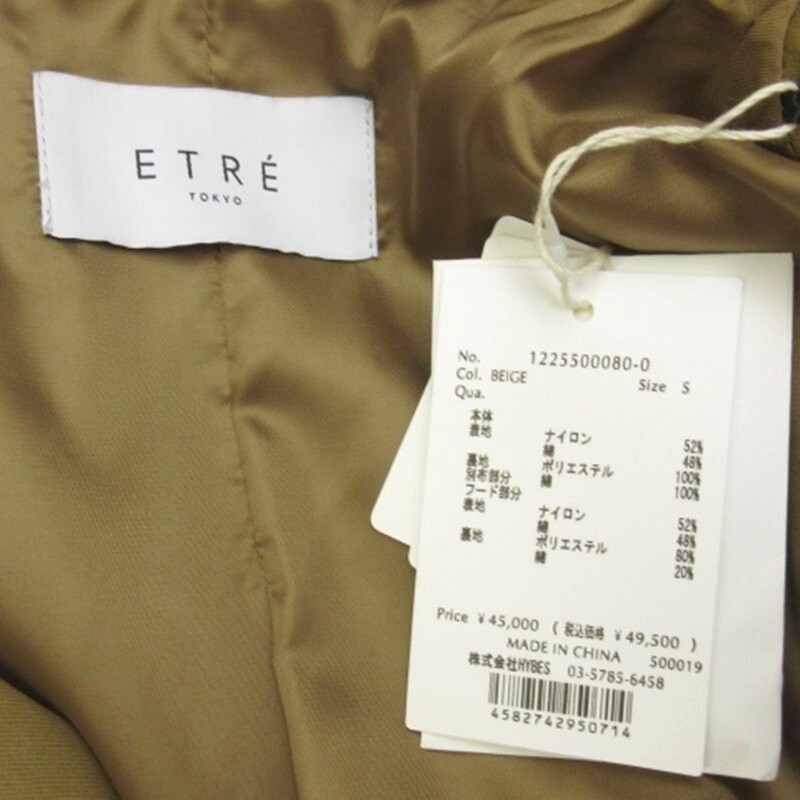 ETRÉ
TOKYO
No. 1225500080-0
Col. BEIGE Size S
Qua.
本体
表地 ナイロン 52%
綿 48%
裏地 ポリエステル 100%
別布部分 綿 100%
フード部分
表地 ナイロン 52%
綿 48%
裏地 ポリエステル 80%
綿 20%
Price ¥45,000 (税込価格 ¥49,500)
MADE IN CHINA 500019
株式会社HYBES 03-5785-6458
4582742950714